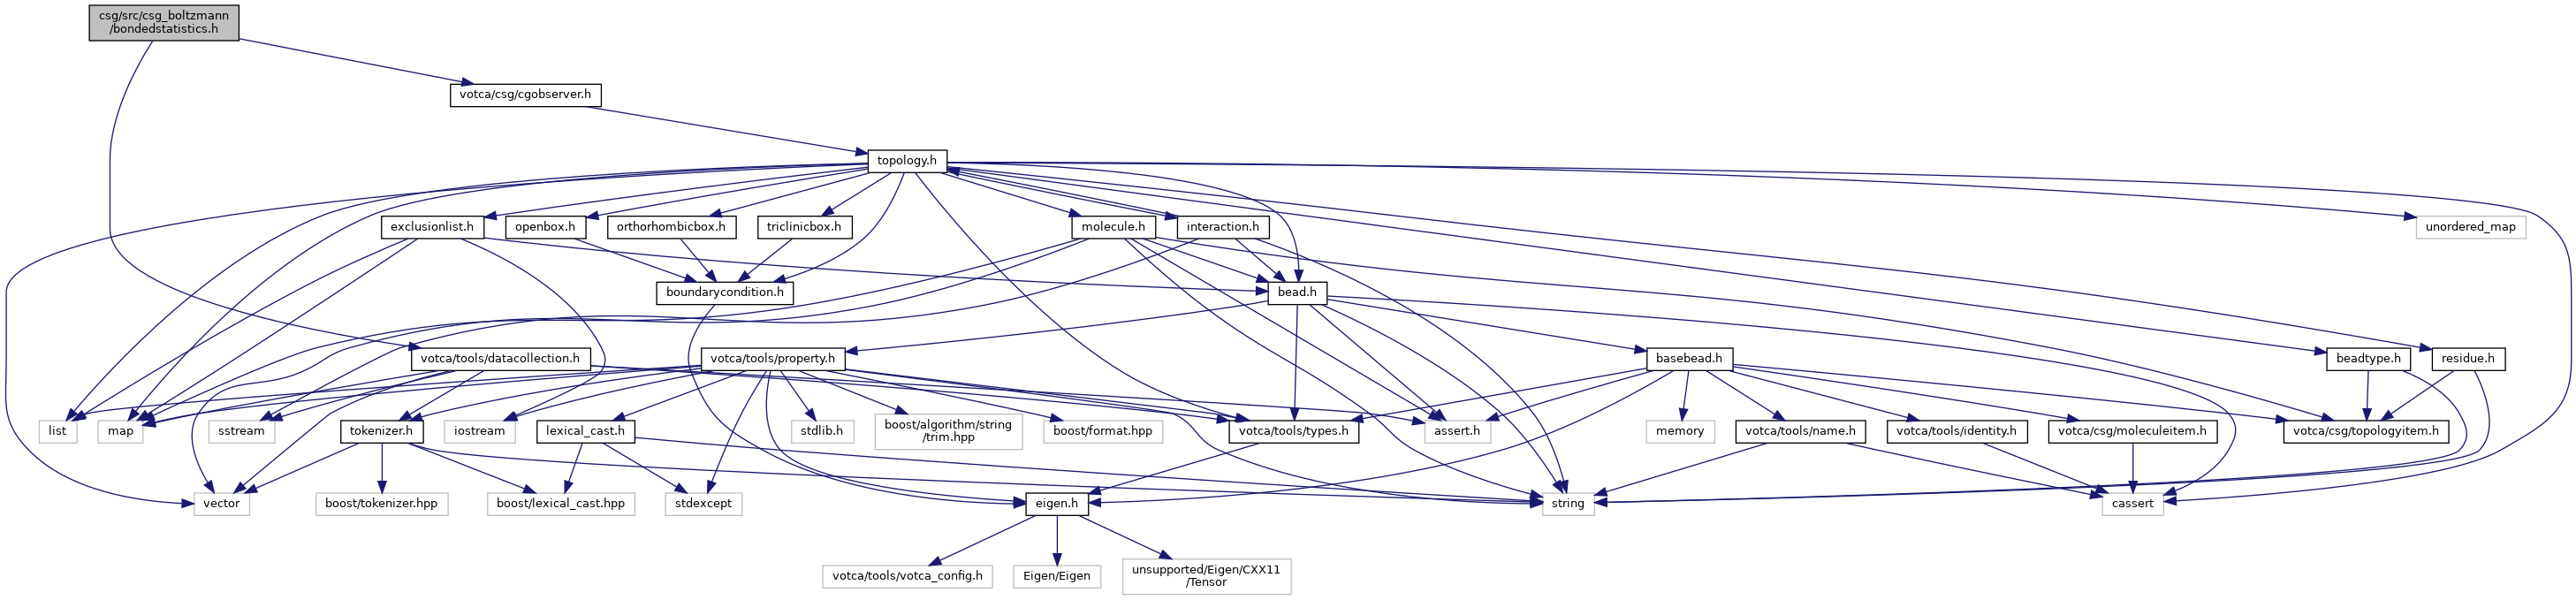 csg/src/csg_boltzmann
/bondedstatistics.h
votca/csg/cgobserver.h
topology.h
exclusionlist.h
openbox.h
orthorhombicbox.h
triclinicbox.h
molecule.h
interaction.h
unordered_map
boundarycondition.h
bead.h
votca/tools/datacollection.h
votca/tools/property.h
basebead.h
beadtype.h
residue.h
list
map
sstream
tokenizer.h
iostream
lexical_cast.h
stdlib.h
boost/algorithm/string
/trim.hpp
boost/format.hpp
votca/tools/types.h
assert.h
memory
votca/tools/name.h
votca/tools/identity.h
votca/csg/moleculeitem.h
votca/csg/topologyitem.h
vector
boost/tokenizer.hpp
boost/lexical_cast.hpp
stdexcept
eigen.h
string
cassert
votca/tools/votca_config.h
Eigen/Eigen
unsupported/Eigen/CXX11
/Tensor